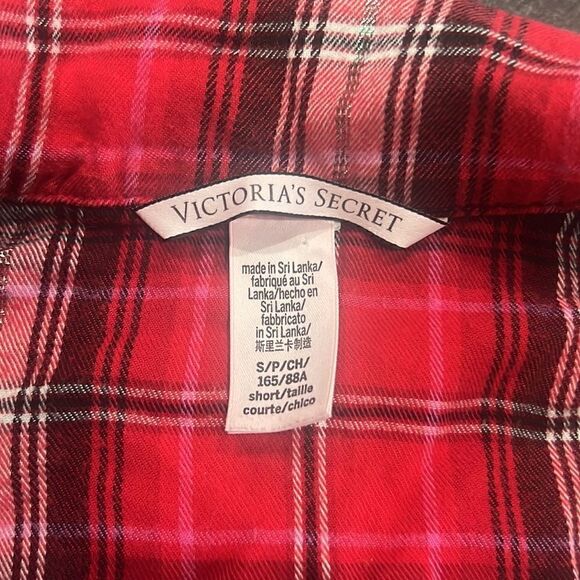 VICTORIA'S SECRET
made in Sri Lanka/
fabriqué au Sri
Lanka/hecho en
Sri Lanka/
fabbricato
in Sri Lanka/
斯里兰卡制造
S/P/CH/
165/88A
short/taille
courte/chico